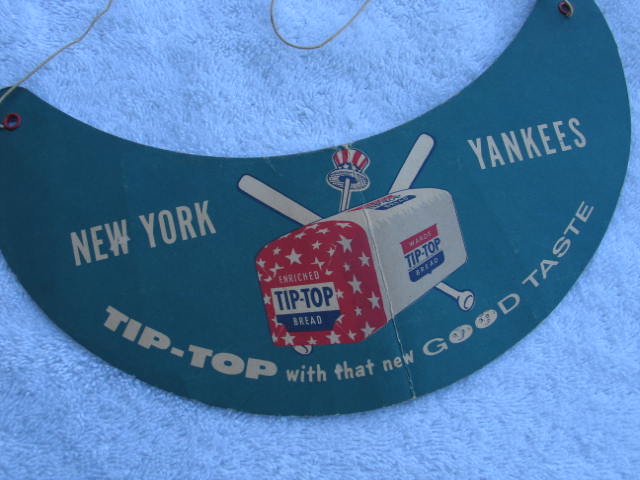 NEW YORK YANKEES
ENRICHED
TIP-TOP
BREAD
WARD'S
TIP-TOP
BREAD
TIP-TOP with that new GOOD TASTE